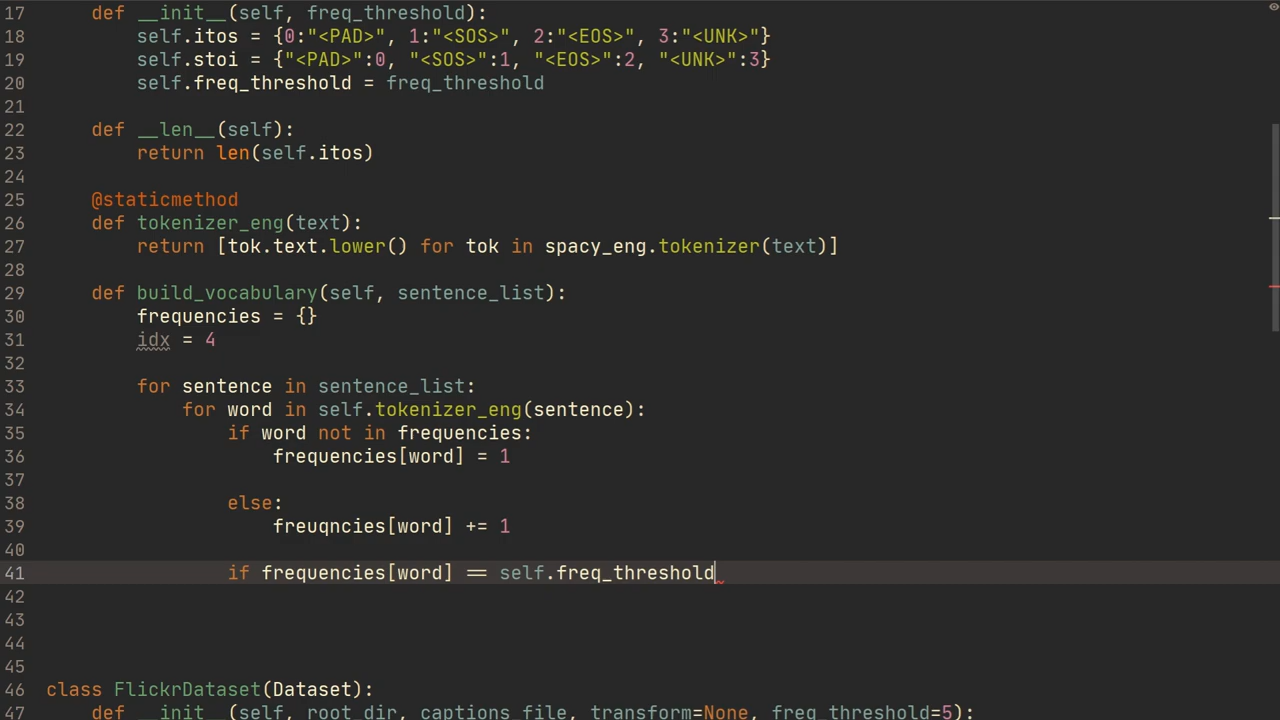 17 def __init__(self, freq_threshold):
18 self.itos = {0:"<PAD>", 1:"<SOS>", 2:"<EOS>", 3:"<UNK>"}
19 self.stoi = {"<PAD>":0, "<SOS>":1, "<EOS>":2, "<UNK>":3}
20 self.freq_threshold = freq_threshold
21
22 def __len__(self):
23 return len(self.itos)
24
25 @staticmethod
26 def tokenizer_eng(text):
27 return [tok.text.lower() for tok in spacy_eng.tokenizer(text)]
28
29 def build_vocabulary(self, sentence_list):
30 frequencies = {}
31 idx = 4
32
33 for sentence in sentence_list:
34 for word in self.tokenizer_eng(sentence):
35 if word not in frequencies:
36 frequencies[word] = 1
37
38 else:
39 freuqncies[word] += 1
40
41 if frequencies[word] == self.freq_threshold
42
43
44
45
46 class FlickrDataset(Dataset):
47 def __init__(self, root_dir, captions_file, transform=None, freq_threshold=5):